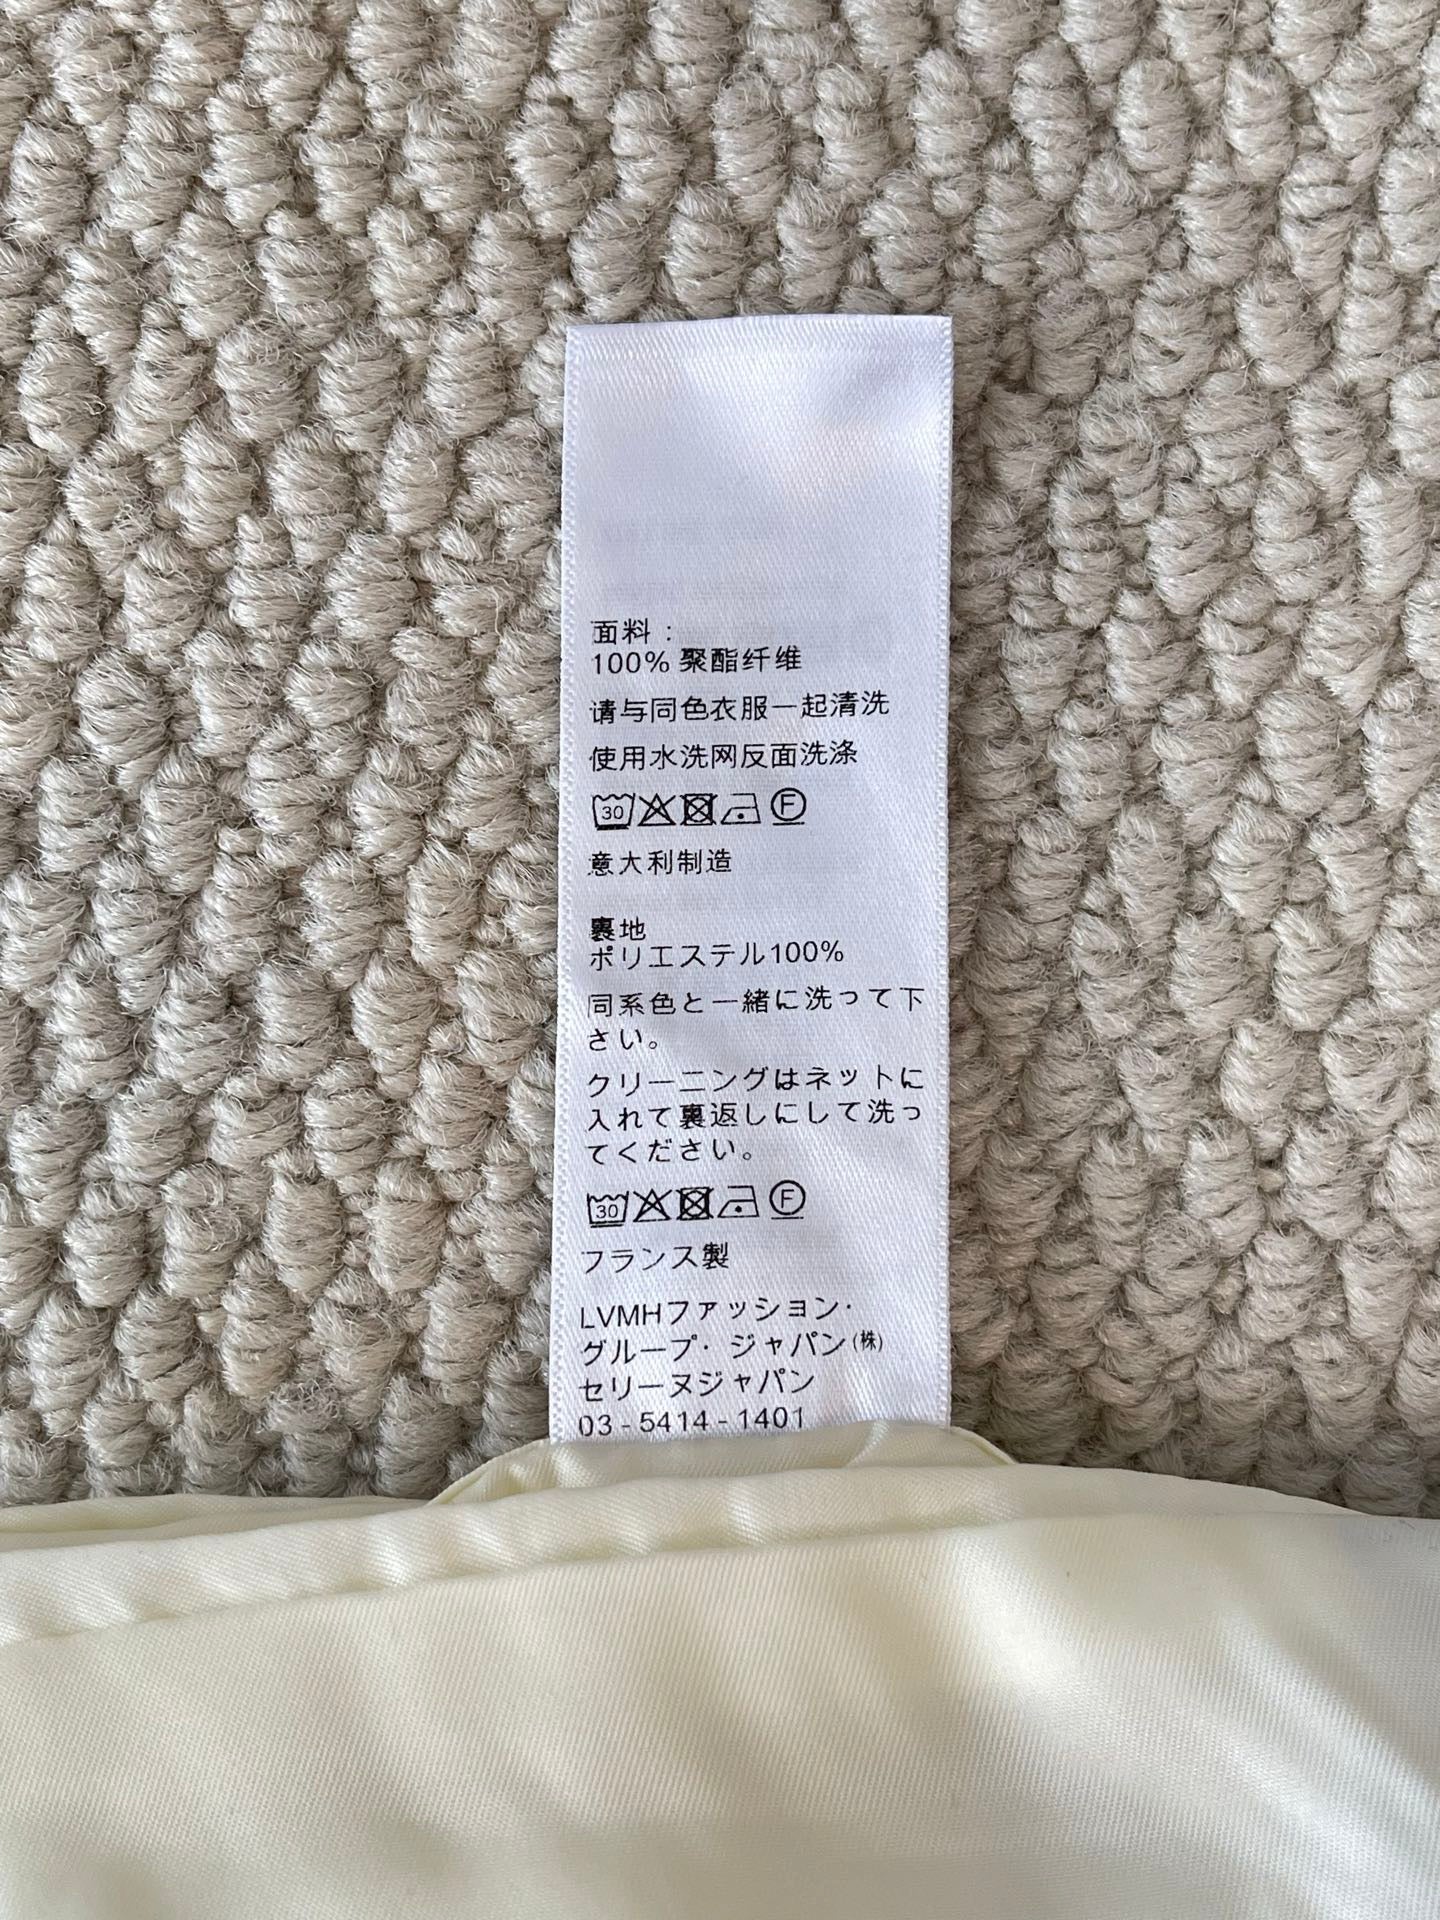 面料：
100% 聚酯纤维
请与同色衣服一起清洗
使用水洗网反面洗涤
30 F
意大利制造
裏地
ポリエステル100%
同系色と一緒に洗って下
さい。
クリーニングはネットに
入れて裏返しにして洗っ
てください。
30 F
フランス製
LVMHファッション・
グループ・ジャパン(株)
セリーヌジャパン
03-5414-1401